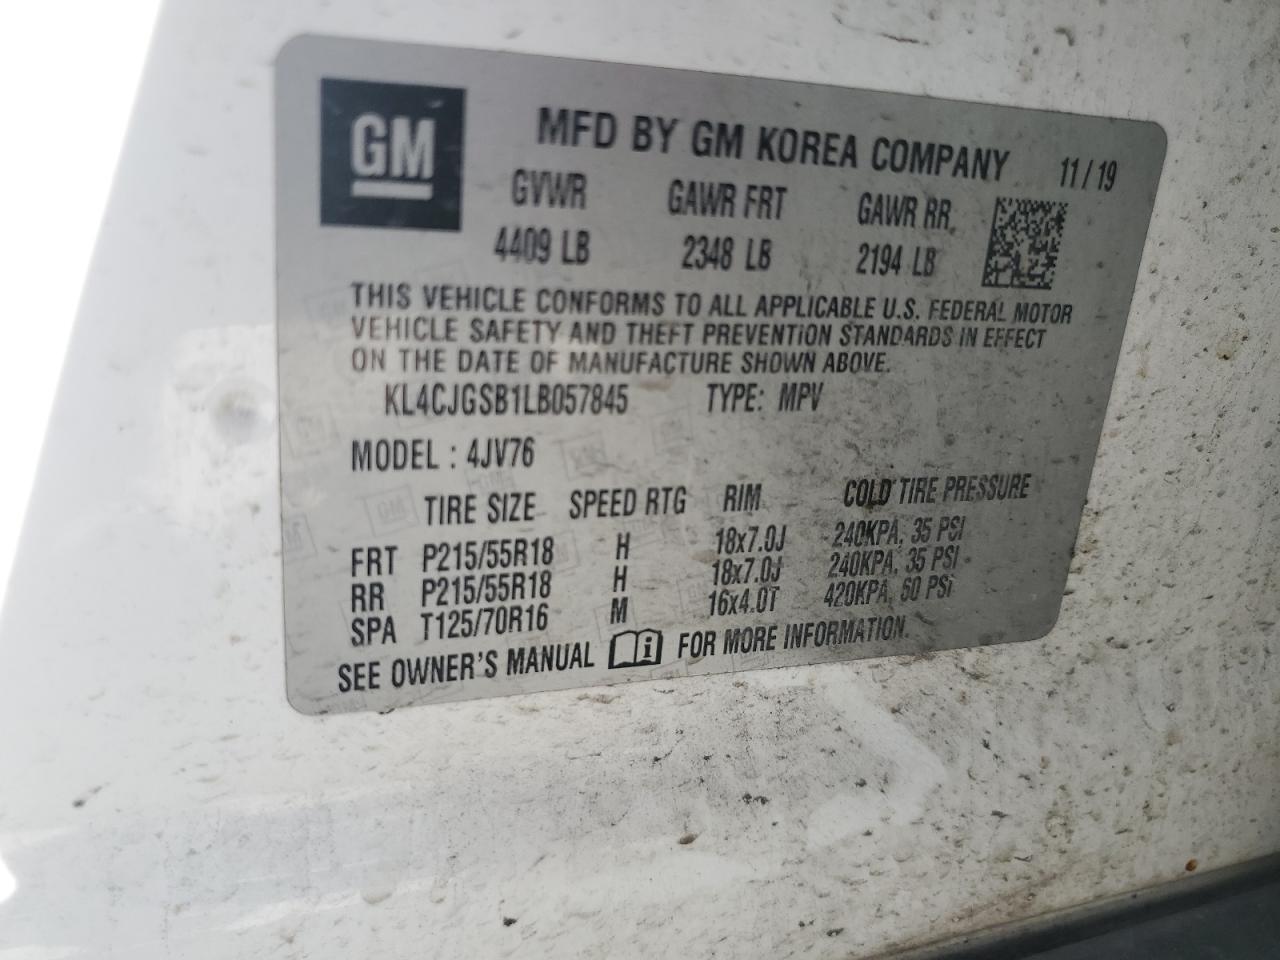 GM
MFD BY GM KOREA COMPANY 11/19
GVWR GAWR FRT GAWR RR
4409 LB 2348 LB 2194 LB
THIS VEHICLE CONFORMS TO ALL APPLICABLE U.S. FEDERAL MOTOR
VEHICLE SAFETY AND THEFT PREVENTION STANDARDS IN EFFECT
ON THE DATE OF MANUFACTURE SHOWN ABOVE.
KL4CJGSB1LB057845 TYPE: MPV
MODEL : 4JV76
TIRE SIZE SPEED RTG RIM COLD TIRE PRESSURE
FRT P215/55R18 H 18x7.0J 240KPA, 35 PSI
RR P215/55R18 H 18x7.0J 240KPA, 35 PSI
SPA T125/70R16 M 16x4.0T 420KPA, 60 PSI
SEE OWNER'S MANUAL i FOR MORE INFORMATION.